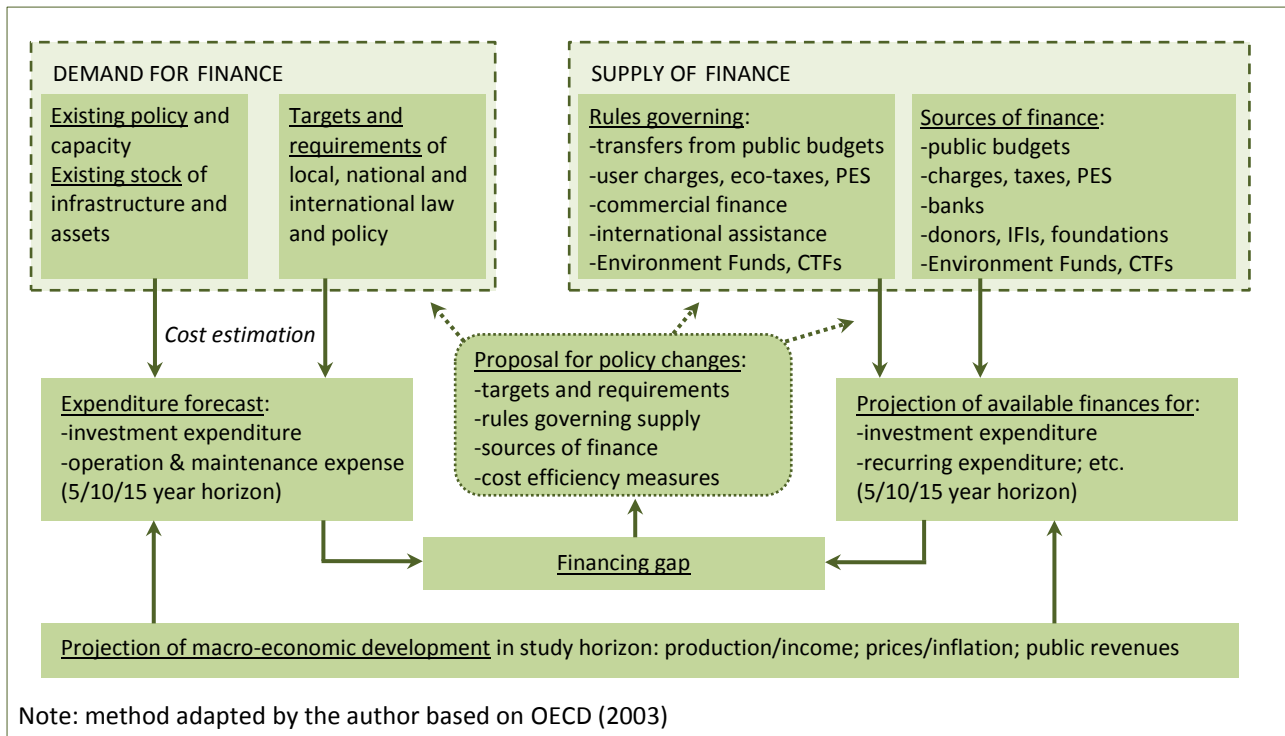 DEMAND FOR FINANCE
Existing policy and
capacity
Existing stock of
infrastructure and
assets
Targets and
requirements of
local, national and
international law
and policy
SUPPLY OF FINANCE
Rules governing:
-transfers from public budgets
-user charges, eco-taxes, PES
-commercial finance
-international assistance
-Environment Funds, CTFs
Sources of finance:
-public budgets
-charges, taxes, PES
-banks
-donors, IFIs, foundations
-Environment Funds, CTFs
Cost estimation
Proposal for policy changes:
-targets and requirements
-rules governing supply
-sources of finance
-cost efficiency measures
Expenditure forecast:
-investment expenditure
-operation & maintenance expense
(5/10/15 year horizon)
Projection of available finances for:
-investment expenditure
-recurring expenditure; etc.
(5/10/15 year horizon)
Financing gap
Projection of macro-economic development in study horizon: production/income; prices/inflation; public revenues
Note: method adapted by the author based on OECD (2003)